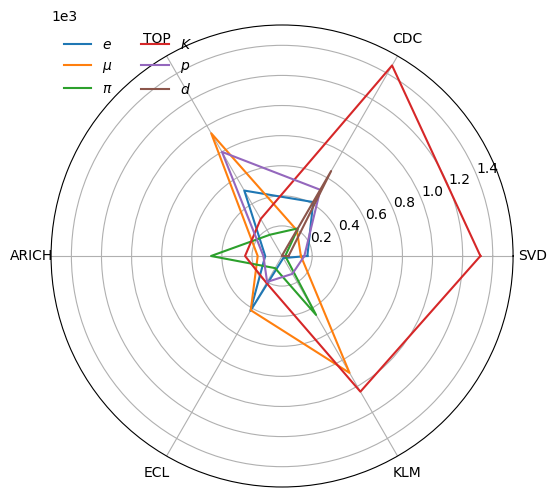 1e3
e K
μ p
π d
TOP
CDC
1.4
1.2
1.0
0.8
0.6
0.4
0.2
ARICH
SVD
ECL
KLM